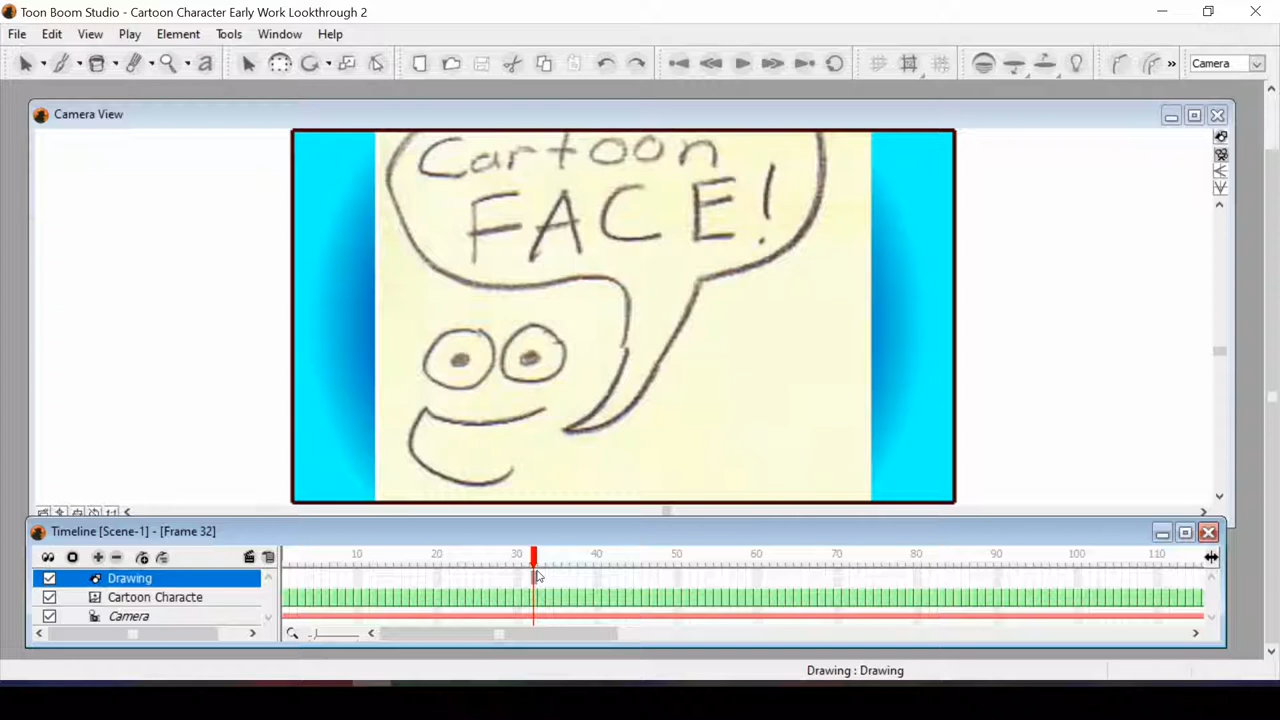 Toon Boom Studio - Cartoon Character Early Work Lookthrough 2
File Edit View Play Element Tools Window Help
Camera
Camera View
Cartoon
FACE!
Timeline [Scene-1] - [Frame 32]
10 20 30 40 50 60 70 80 90 100 110
Drawing
Cartoon Characte
Camera
Drawing : Drawing